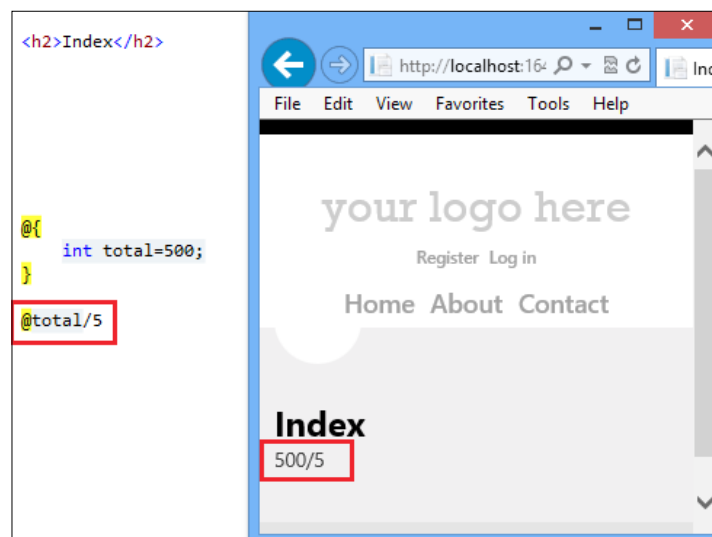 <h2>Index</h2>
@{
int total=500;
}
@total/5
http://localhost:164
Inc
File Edit View Favorites Tools Help
your logo here
Register Log in
Home About Contact
Index
500/5